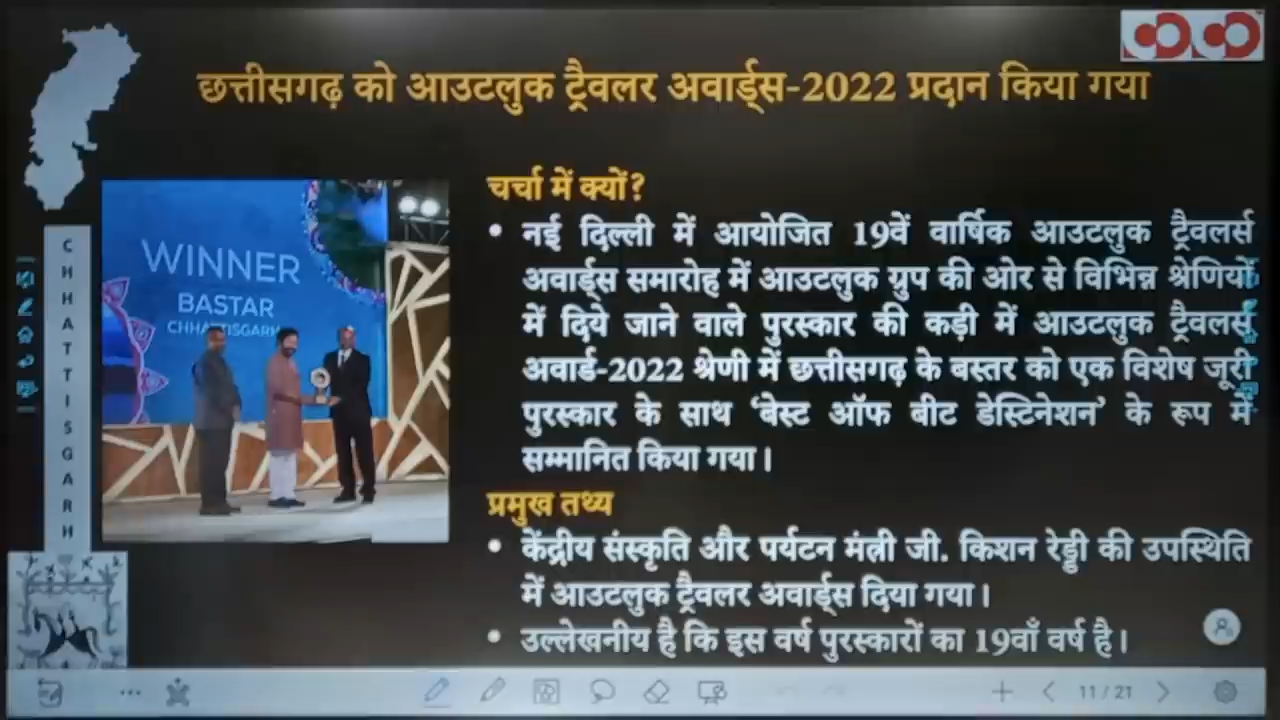 छत्तीसगढ़ को आउटलुक ट्रैवलर अवार्ड्स-2022 प्रदान किया गया
चर्चा में क्यों?
• नई दिल्ली में आयोजित 19वें वार्षिक आउटलुक ट्रैवलर्स
अवार्ड्स समारोह में आउटलुक ग्रुप की ओर से विभिन्न श्रेणियों
में दिये जाने वाले पुरस्कार की कड़ी में आउटलुक ट्रैवलर्स
अवार्ड-2022 श्रेणी में छत्तीसगढ़ के बस्तर को एक विशेष जूरी
पुरस्कार के साथ ‘बेस्ट ऑफ बीट डेस्टिनेशन’ के रूप में
सम्मानित किया गया।
प्रमुख तथ्य
• केंद्रीय संस्कृति और पर्यटन मंत्री जी. किशन रेड्डी की उपस्थिति
में आउटलुक ट्रैवलर अवार्ड्स दिया गया।
• उल्लेखनीय है कि इस वर्ष पुरस्कारों का 19वाँ वर्ष है।
WINNER
BASTAR
CHHATTISGARH
CHHATTISGARH
11 / 21